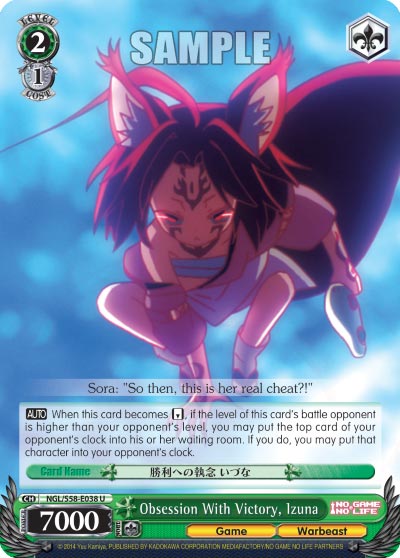 LEVEL
2
1
COST
SAMPLE
Sora: "So then, this is her real cheat?!"
AUTO When this card becomes [▼], if the level of this card's battle opponent
is higher than your opponent's level, you may put the top card of your
opponent's clock into his or her waiting room. If you do, you may put that
character into your opponent's clock.
Card Name 勝利への執念 いづな
CH NGL/S58-E038 U
Obsession With Victory, Izuna
NO GAME NO LIFE
POWER 7000
Game Warbeast
© 2014 Yuu Kamiya, PUBLISHED BY KADOKAWA CORPORATION MEDIAFACTORY/NO GAME NO LIFE PARTNERS